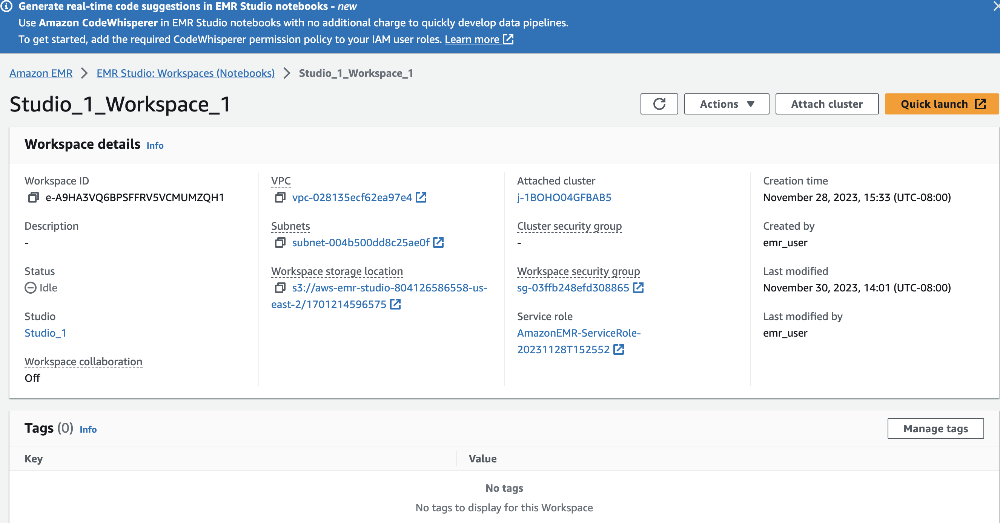 Generate real-time code suggestions in EMR Studio notebooks - new
Use Amazon CodeWhisperer in EMR Studio notebooks with no additional charge to quickly develop data pipelines.
To get started, add the required CodeWhisperer permission policy to your IAM user roles. Learn more
Amazon EMR > EMR Studio: Workspaces (Notebooks) > Studio_1_Workspace_1
Studio_1_Workspace_1
Actions
Attach cluster
Quick launch
Workspace details Info
Workspace ID
e-A9HA3VQ6BPSFFRV5VCMUMZQH1
Description
-
Status
Idle
Studio
Studio_1
Workspace collaboration
Off
VPC
vpc-028135ecf62ea97e4
Subnets
subnet-004b500dd8c25ae0f
Workspace storage location
s3://aws-emr-studio-804126586558-us-
east-2/1701214596575
Attached cluster
j-1BOHO04GFBAB5
Cluster security group
-
Workspace security group
sg-03ffb248efd308865
Service role
AmazonEMR-ServiceRole-
20231128T152552
Creation time
November 28, 2023, 15:33 (UTC-08:00)
Created by
emr_user
Last modified
November 30, 2023, 14:01 (UTC-08:00)
Last modified by
emr_user
Tags (0) Info
Manage tags
Key
Value
No tags
No tags to display for this Workspace